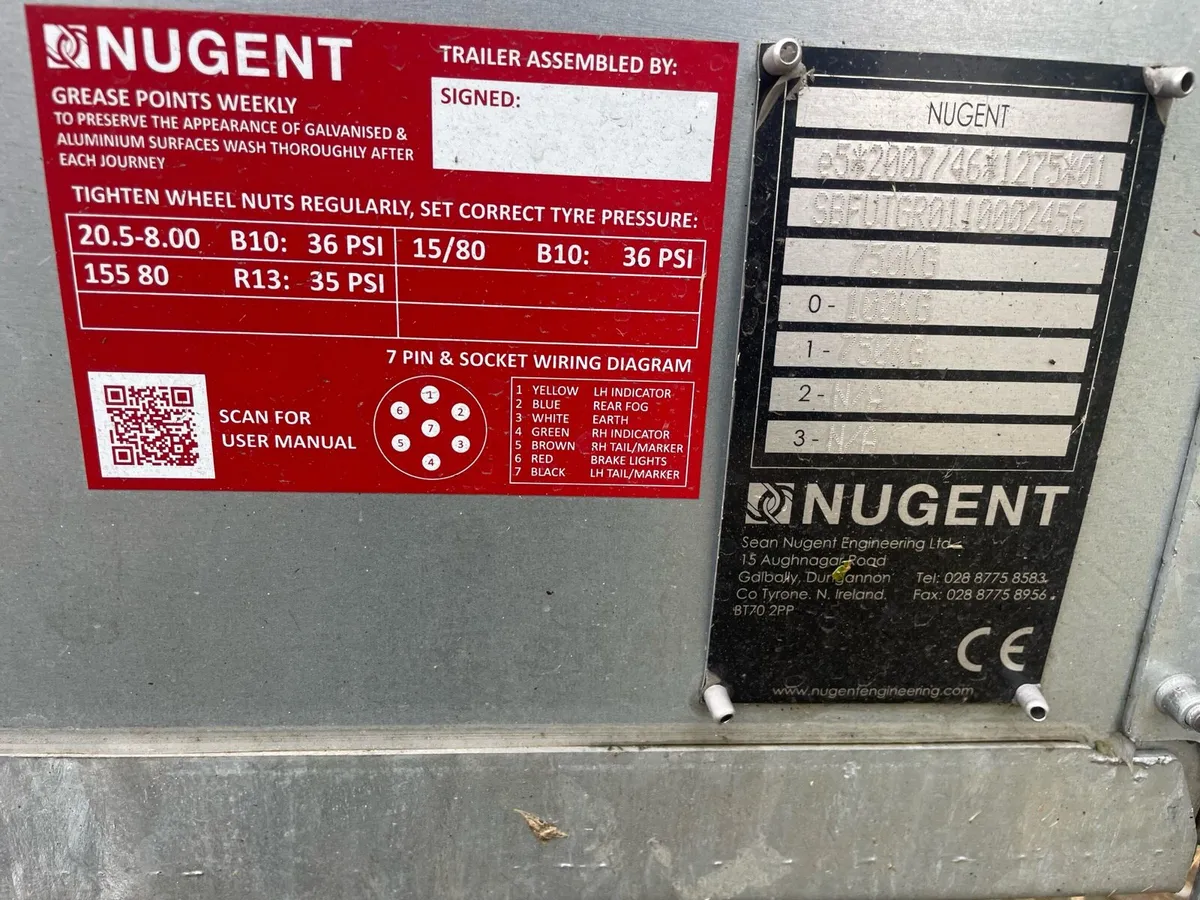 NUGENT
GREASE POINTS WEEKLY
TO PRESERVE THE APPEARANCE OF GALVANISED &
ALUMINIUM SURFACES WASH THOROUGHLY AFTER
EACH JOURNEY
TRAILER ASSEMBLED BY:
SIGNED:
TIGHTEN WHEEL NUTS REGULARLY, SET CORRECT TYRE PRESSURE:
20.5-8.00 B10: 36 PSI 15/80 B10: 36 PSI
155 80 R13: 35 PSI
7 PIN & SOCKET WIRING DIAGRAM
SCAN FOR
USER MANUAL
1
6 2
7
5 3
4
1 YELLOW LH INDICATOR
2 BLUE REAR FOG
3 WHITE EARTH
4 GREEN RH INDICATOR
5 BROWN RH TAIL/MARKER
6 RED BRAKE LIGHTS
7 BLACK LH TAIL/MARKER
NUGENT
e5*2007/46*1275*01
750KG
0- 100KG
1-
2-
3- N/A
NUGENT
Sean Nugent Engineering Ltd
15 Aughnagar Road
Galbally, Dungannon Tel: 028 8775 8583
Co Tyrone. N. Ireland. Fax: 028 8775 8956
BT70 2PP
CE
www.nugentengineering.com